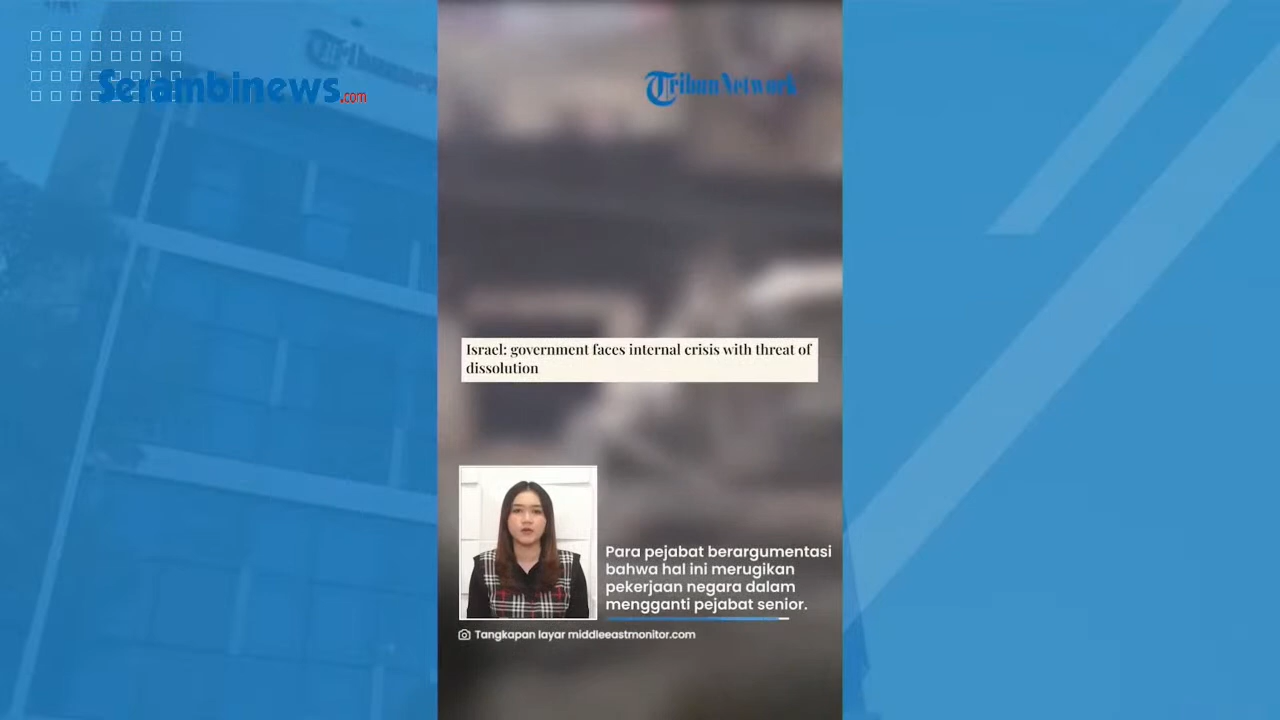 Serambinews.com
Tribun Network
Israel: government faces internal crisis with threat of
dissolution
Para pejabat berargumentasi
bahwa hal ini merugikan
pekerjaan negara dalam
mengganti pejabat senior.
Tangkapan layar middleeastmonitor.com